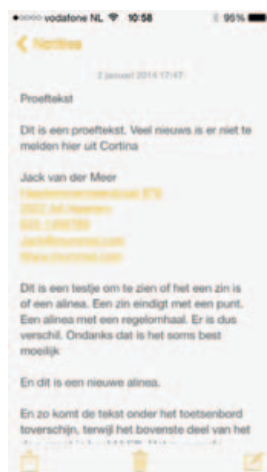 vodafone NL 10:58 95%
Notities
2 januari 2014 17:47
Proeftekst
Dit is een proeftekst. Veel nieuws is er niet te
melden hier uit Cortina
Jack van der Meer
Dit is een testje om te zien of het een zin is
of een alinea. Een zin eindigt met een punt.
Een alinea met een regelomhaal. Er is dus
verschil. Ondanks dat is het soms best
moeilijk
En dit is een nieuwe alinea.
En zo komt de tekst onder het toetsenbord
toverschijn, terwijl het bovenste deel van het